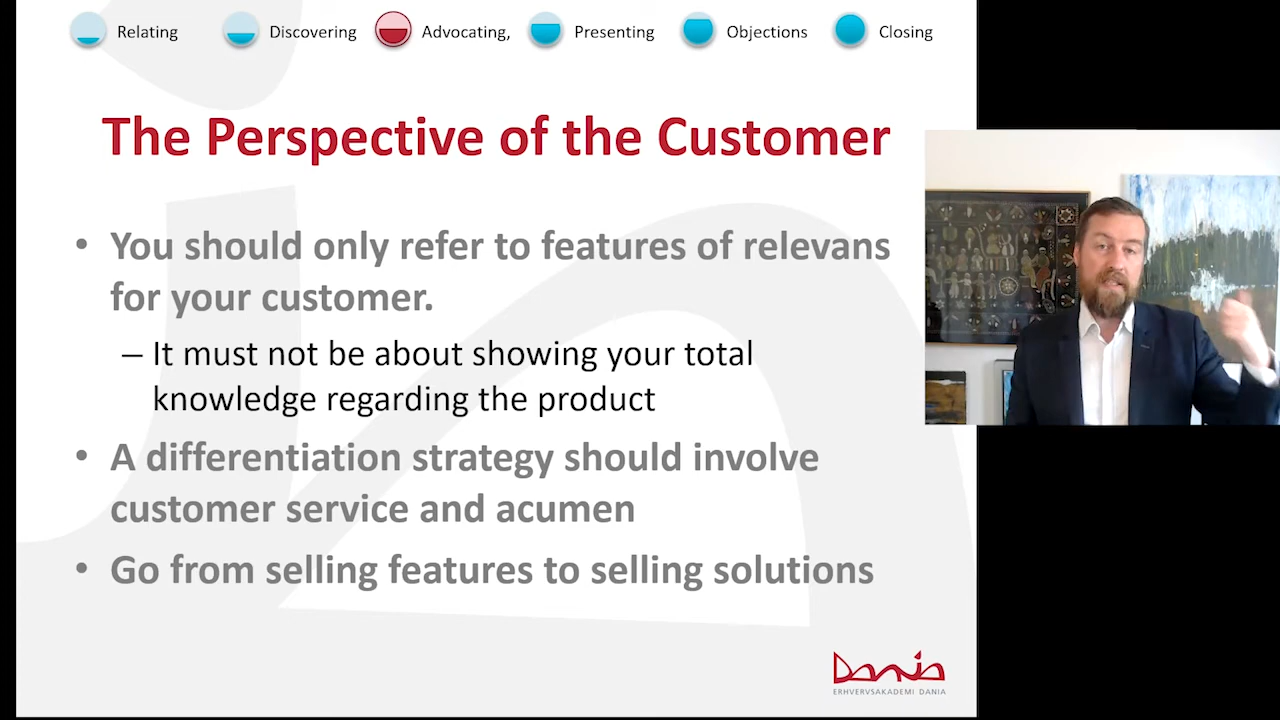 Relating
Discovering
Advocating,
Presenting
Objections
Closing
The Perspective of the Customer
• You should only refer to features of relevans
for your customer.
– It must not be about showing your total
knowledge regarding the product
• A differentiation strategy should involve
customer service and acumen
• Go from selling features to selling solutions
Dania
ERHVERVSAKADEMI DANIA